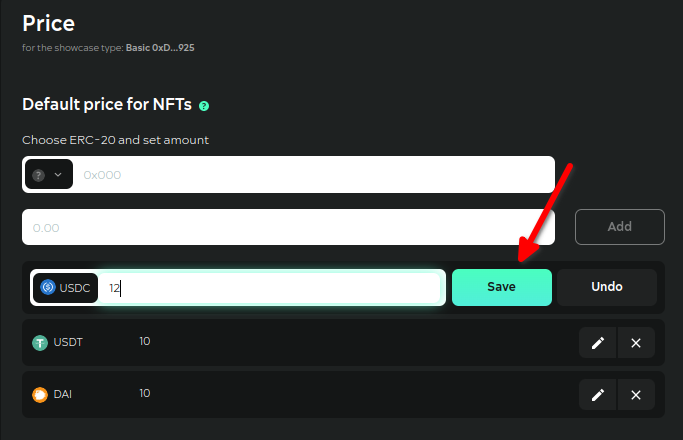 Price
for the showcase type: Basic 0xD...925
Default price for NFTs ?
Choose ERC-20 and set amount
? 0x000
0.00 Add
USDC 12 Save Undo
USDT 10
DAI 10